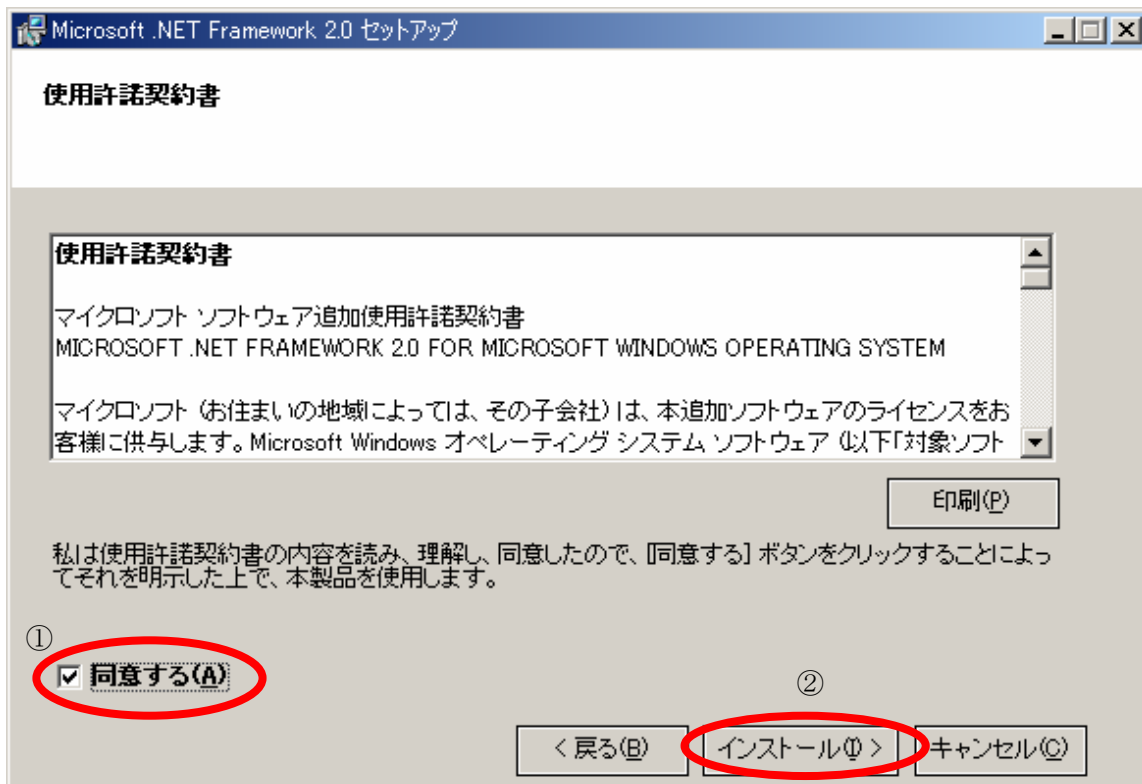 Microsoft .NET Framework 2.0 セットアップ
使用許諾契約書
使用許諾契約書
マイクロソフト ソフトウェア追加使用許諾契約書
MICROSOFT .NET FRAMEWORK 2.0 FOR MICROSOFT WINDOWS OPERATING SYSTEM
マイクロソフト (お住まいの地域によっては、その子会社) は、本追加ソフトウェアのライセンスをお
客様に供与します。Microsoft Windows オペレーティング システム ソフトウェア (以下「対象ソフト
印刷(P)
私は使用許諾契約書の内容を読み、理解し、同意したので、[同意する] ボタンをクリックすることによっ
てそれを明示した上で、本製品を使用します。
①
同意する(A)
②
< 戻る(B) インストール(I) > キャンセル(C)